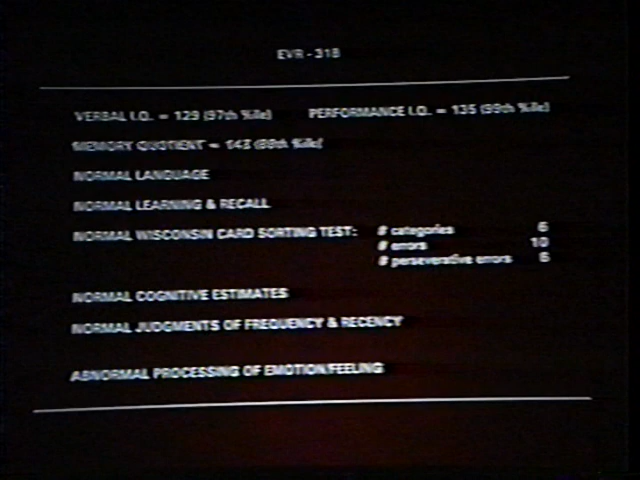 EVR - 318
VERBAL I.Q. = 129 (97th %ile) PERFORMANCE I.Q. = 135 (99th %ile)
MEMORY QUOTIENT = 143 (99th %ile)
NORMAL LANGUAGE
NORMAL LEARNING & RECALL
NORMAL WISCONSIN CARD SORTING TEST: # categories 6
# errors 10
# perseverative errors 6
NORMAL COGNITIVE ESTIMATES
NORMAL JUDGMENTS OF FREQUENCY & RECENCY
ABNORMAL PROCESSING OF EMOTION/FEELING